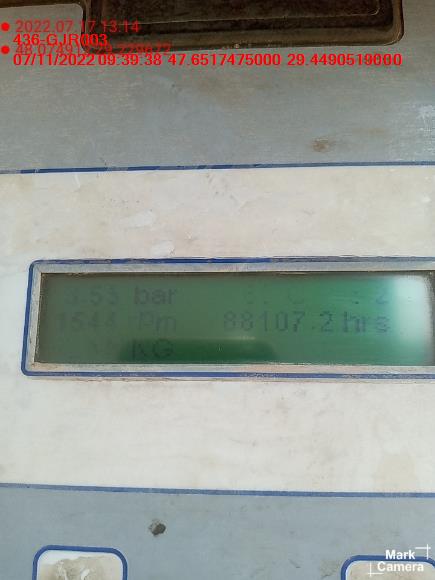 2022.07.17 13:14
436-GJR003
07/11/2022 09:39:38 47.6517475000 29.4490519000
bar
1544 rPm 88107.2 hrs
KG
Mark
Camera